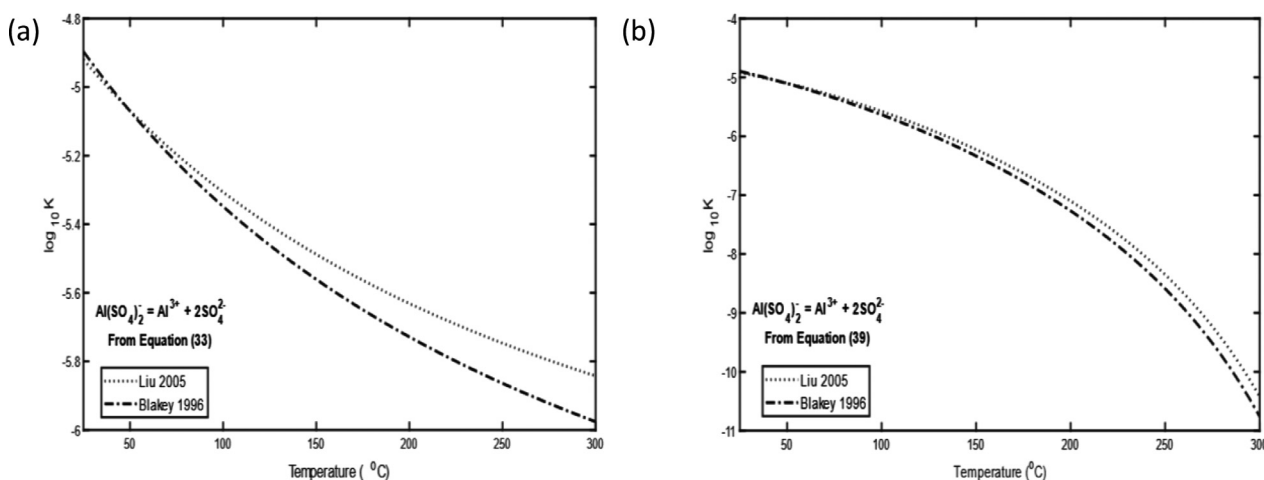 (a)
-4.8
-5
-5.2
-5.4
-5.6
-5.8
-6
log 10 K
50
100
150
200
250
300
Temperature ( ⁰C)
Al(SO₄)₂⁻ = Al³⁺ + 2SO₄²⁻
From Equation (33)
Liu 2005
Blakey 1996
(b)
-4
-5
-6
-7
-8
-9
-10
-11
log 10 K
50
100
150
200
250
300
Temperature (⁰C)
Al(SO₄)₂⁻ = Al³⁺ + 2SO₄²⁻
From Equation (39)
Liu 2005
Blakey 1996